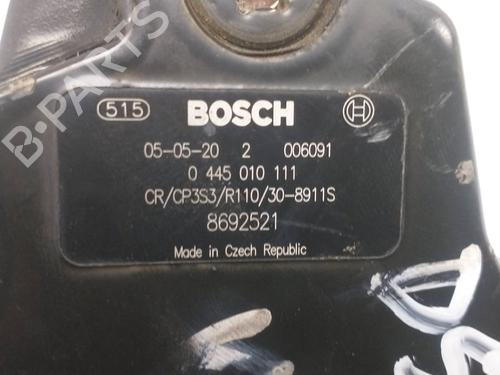 B-PARTS
515 BOSCH
05-05-20 2 006091
0 445 010 111
CR/CP3S3/R110/30-8911S
8692521
Made in Czech Republic